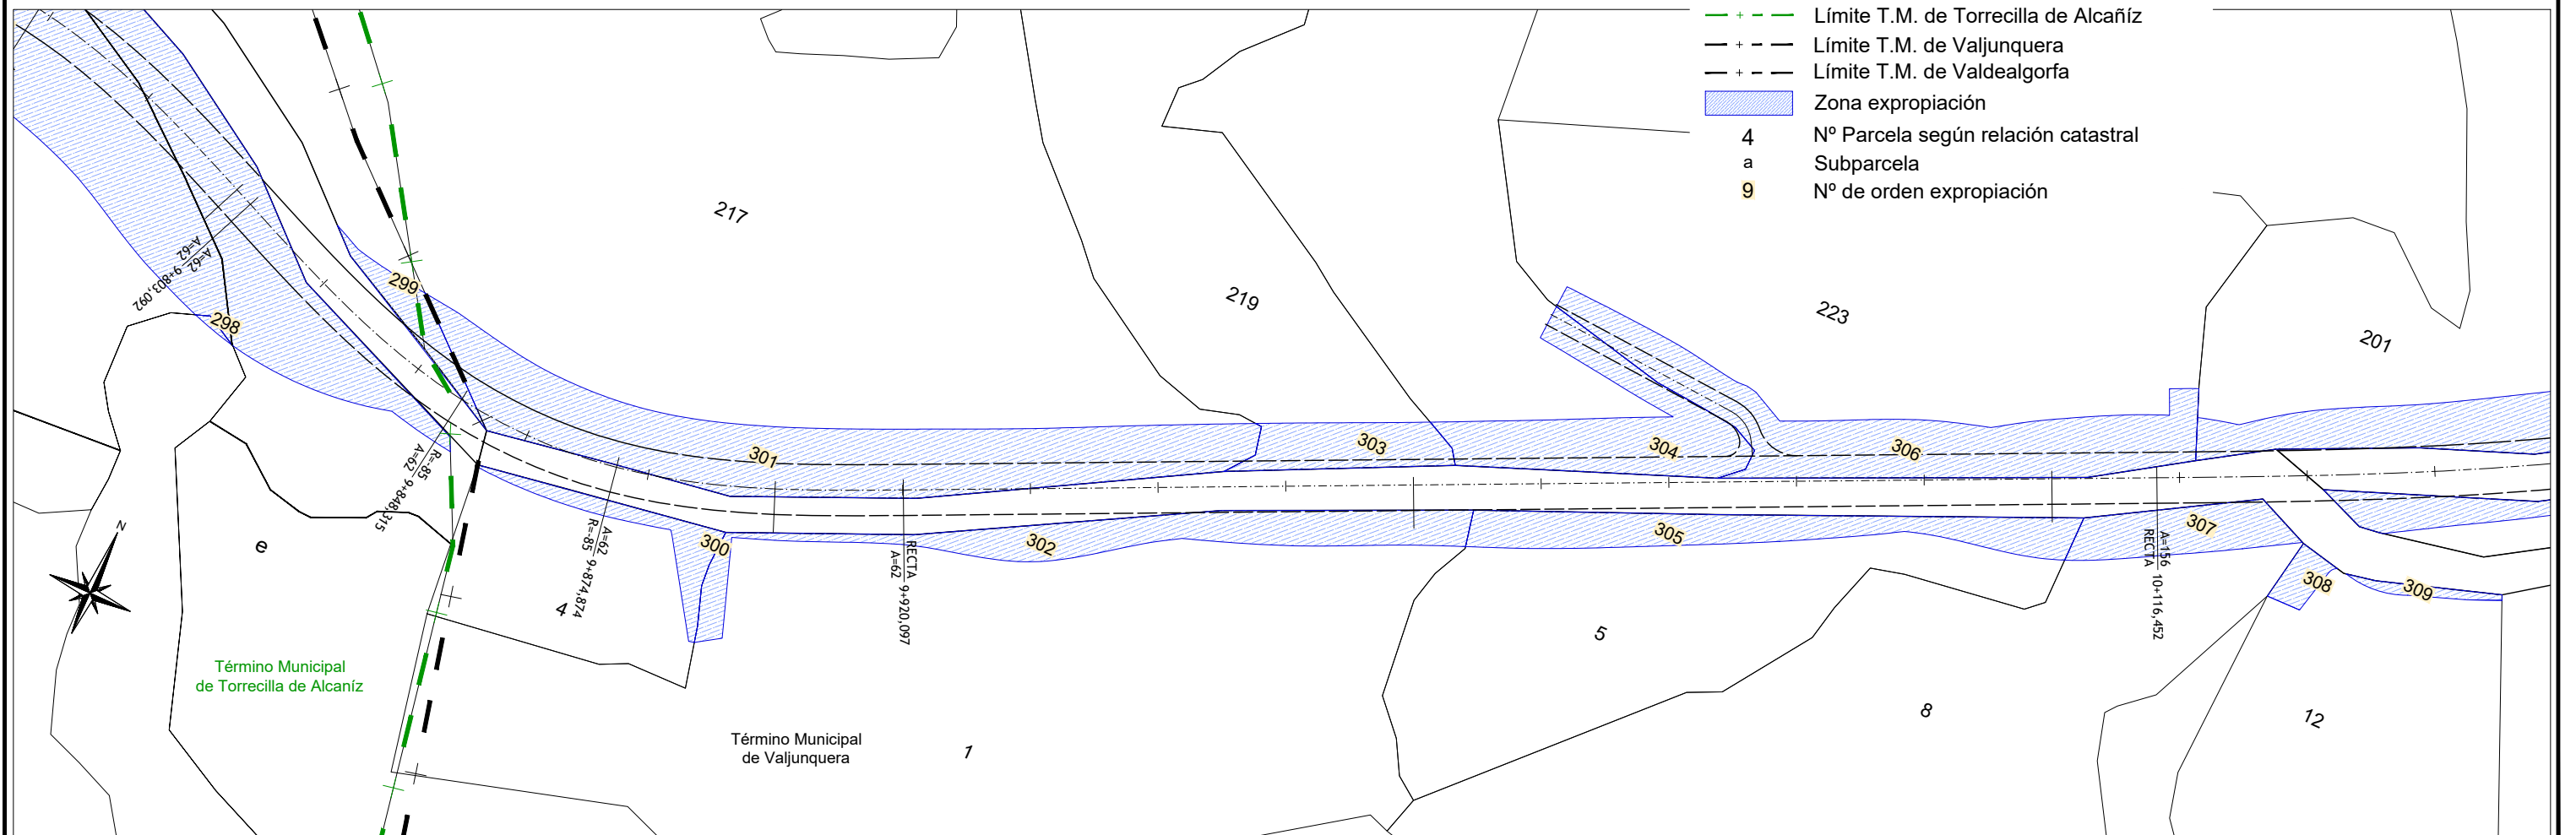 Límite T.M. de Torrecilla de Alcañíz
Límite T.M. de Valjunquera
Límite T.M. de Valdealgorfa
Zona expropiación
4 Nº Parcela según relación catastral
a Subparcela
9 Nº de orden expropiación
217
219
223
201
299
298
A=62
A=62
9+803,092
301
303
304
306
R=-85
A=62
9+848,315
A=62
R=-85
9+874,874
300
302
305
307
308
309
RECTA
A=62
9+920,097
A=156
RECTA
10+116,452
N
e
4
5
8
12
1
Término Municipal
de Torrecilla de Alcaníz
Término Municipal
de Valjunquera